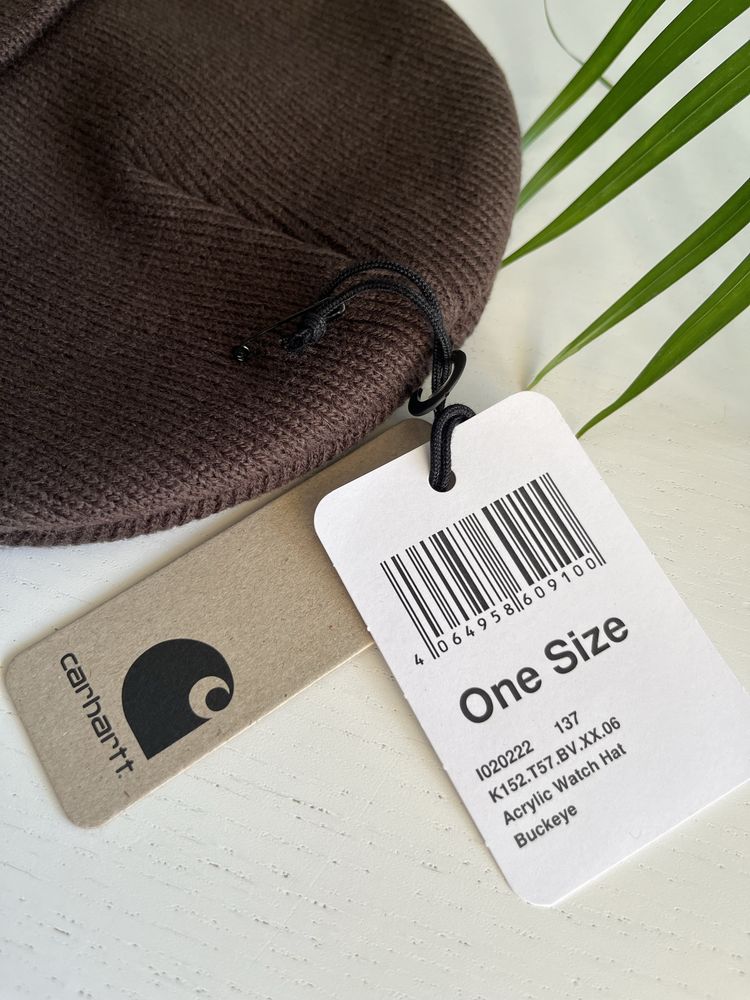 carhartt
4 064958 609100
One Size
I020222 137
K152.T57.BV.XX.06
Acrylic Watch Hat
Buckeye